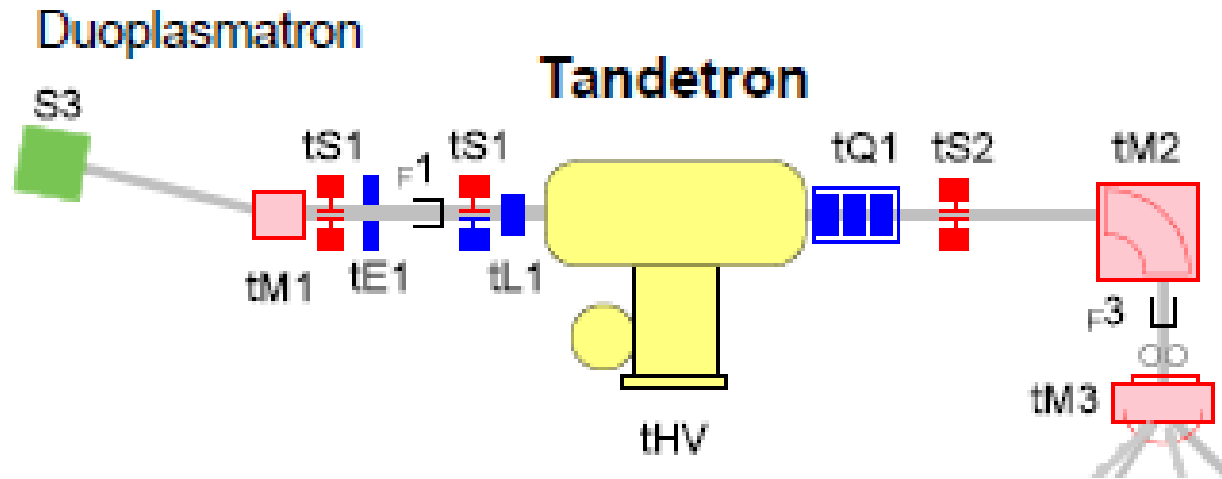 Duoplasmatron
Tandetron
S3
tS1
F1
tS1
tQ1
tS2
tM2
tM1
tE1
tL1
F3
tM3
tHV